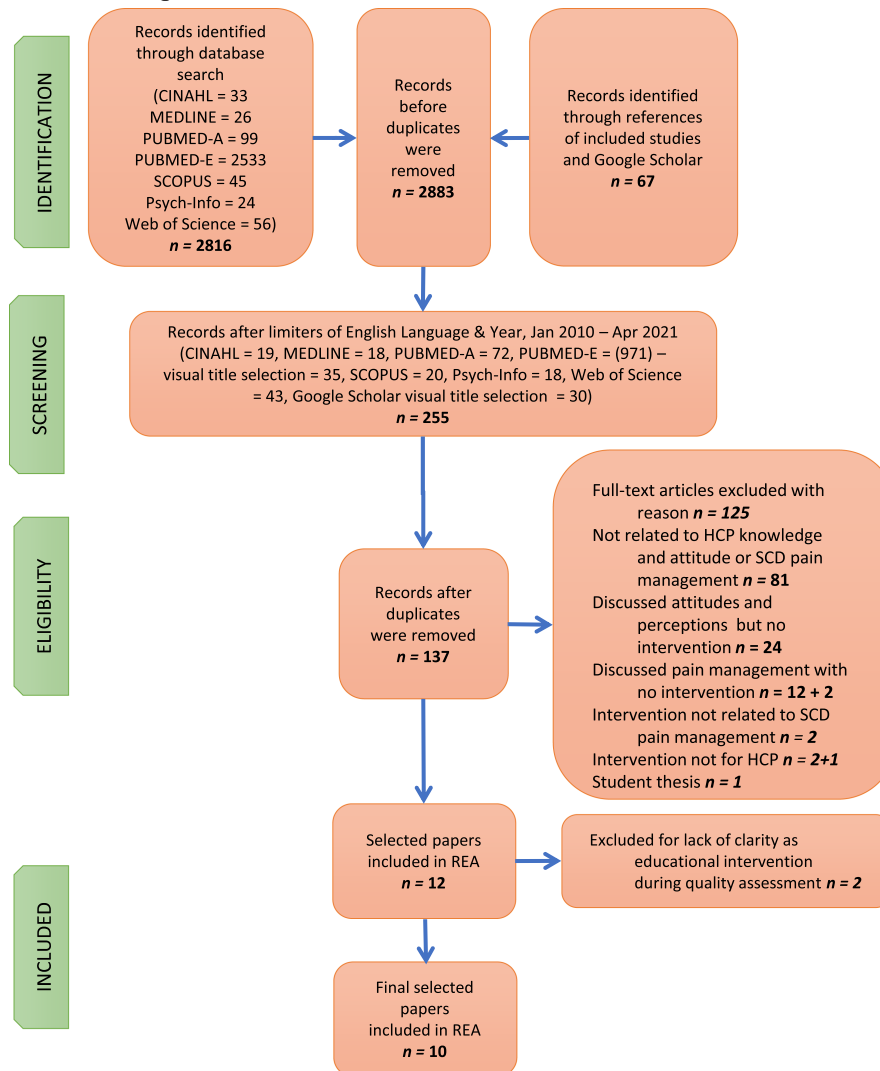 IDENTIFICATION
Records identified
through database
search
(CINAHL = 33
MEDLINE = 26
PUBMED-A = 99
PUBMED-E = 2533
SCOPUS = 45
Psych-Info = 24
Web of Science = 56)
n = 2816
Records
before
duplicates
were
removed
n = 2883
Records identified
through references
of included studies
and Google Scholar
n = 67
SCREENING
Records after limiters of English Language & Year, Jan 2010 – Apr 2021
(CINAHL = 19, MEDLINE = 18, PUBMED-A = 72, PUBMED-E = (971) –
visual title selection = 35, SCOPUS = 20, Psych-Info = 18, Web of Science
= 43, Google Scholar visual title selection = 30)
n = 255
ELIGIBILITY
Records after
duplicates
were removed
n = 137
Full-text articles excluded with
reason n = 125
Not related to HCP knowledge
and attitude or SCD pain
management n = 81
Discussed attitudes and
perceptions but no
intervention n = 24
Discussed pain management with
no intervention n = 12 + 2
Intervention not related to SCD
pain management n = 2
Intervention not for HCP n = 2+1
Student thesis n = 1
INCLUDED
Selected papers
included in REA
n = 12
Excluded for lack of clarity as
educational intervention
during quality assessment n = 2
Final selected
papers
included in REA
n = 10